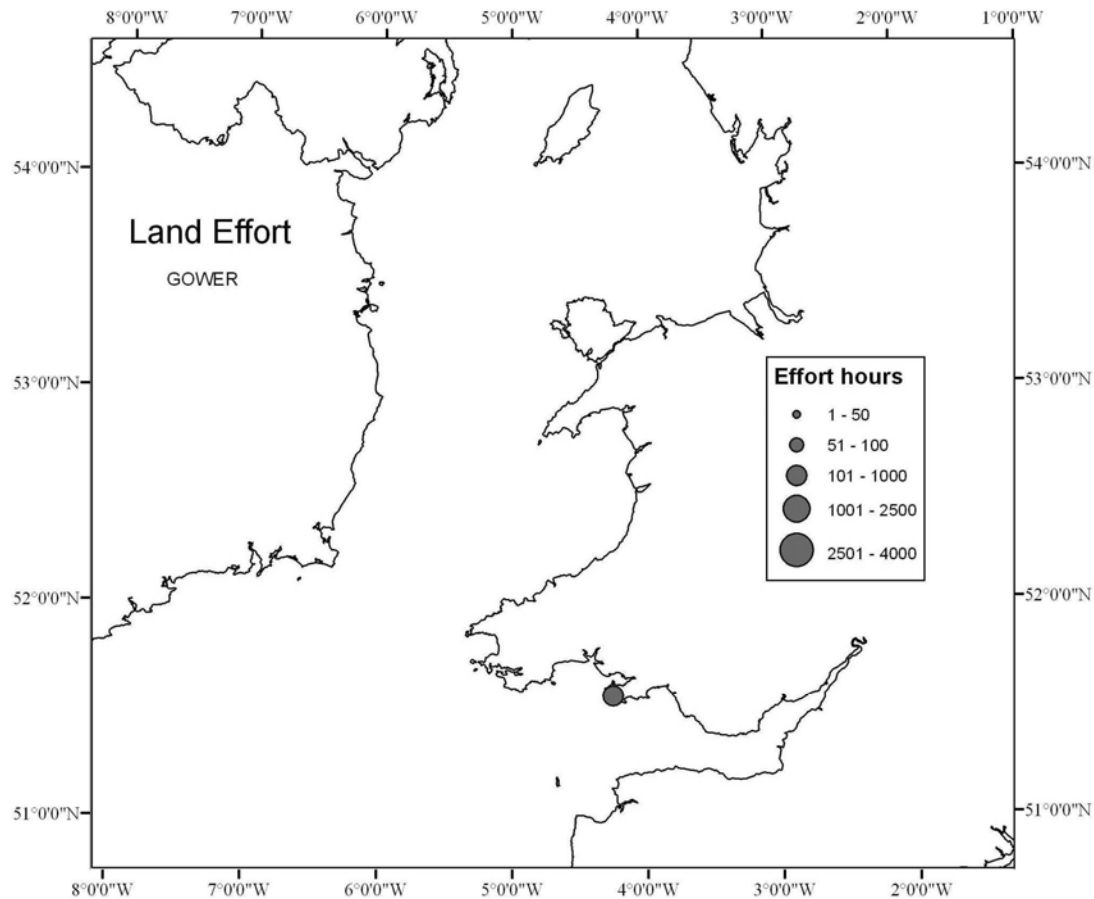 8°0'0"W 7°0'0"W 6°0'0"W 5°0'0"W 4°0'0"W 3°0'0"W 2°0'0"W 1°0'0"W
54°0'0"N 54°0'0"N
Land Effort
GOWER
53°0'0"N 53°0'0"N
Effort hours
1 - 50
51 - 100
101 - 1000
1001 - 2500
2501 - 4000
52°0'0"N 52°0'0"N
51°0'0"N 51°0'0"N
8°0'0"W 7°0'0"W 6°0'0"W 5°0'0"W 4°0'0"W 3°0'0"W 2°0'0"W